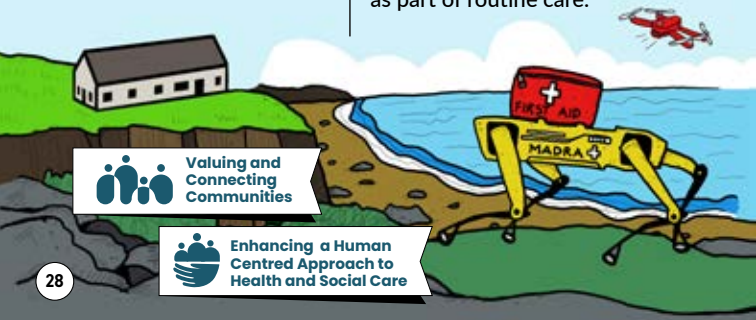 as part of routine care.
FIRST AID
MADRA
Valuing and
Connecting
Communities
Enhancing a Human
Centred Approach to
Health and Social Care
28